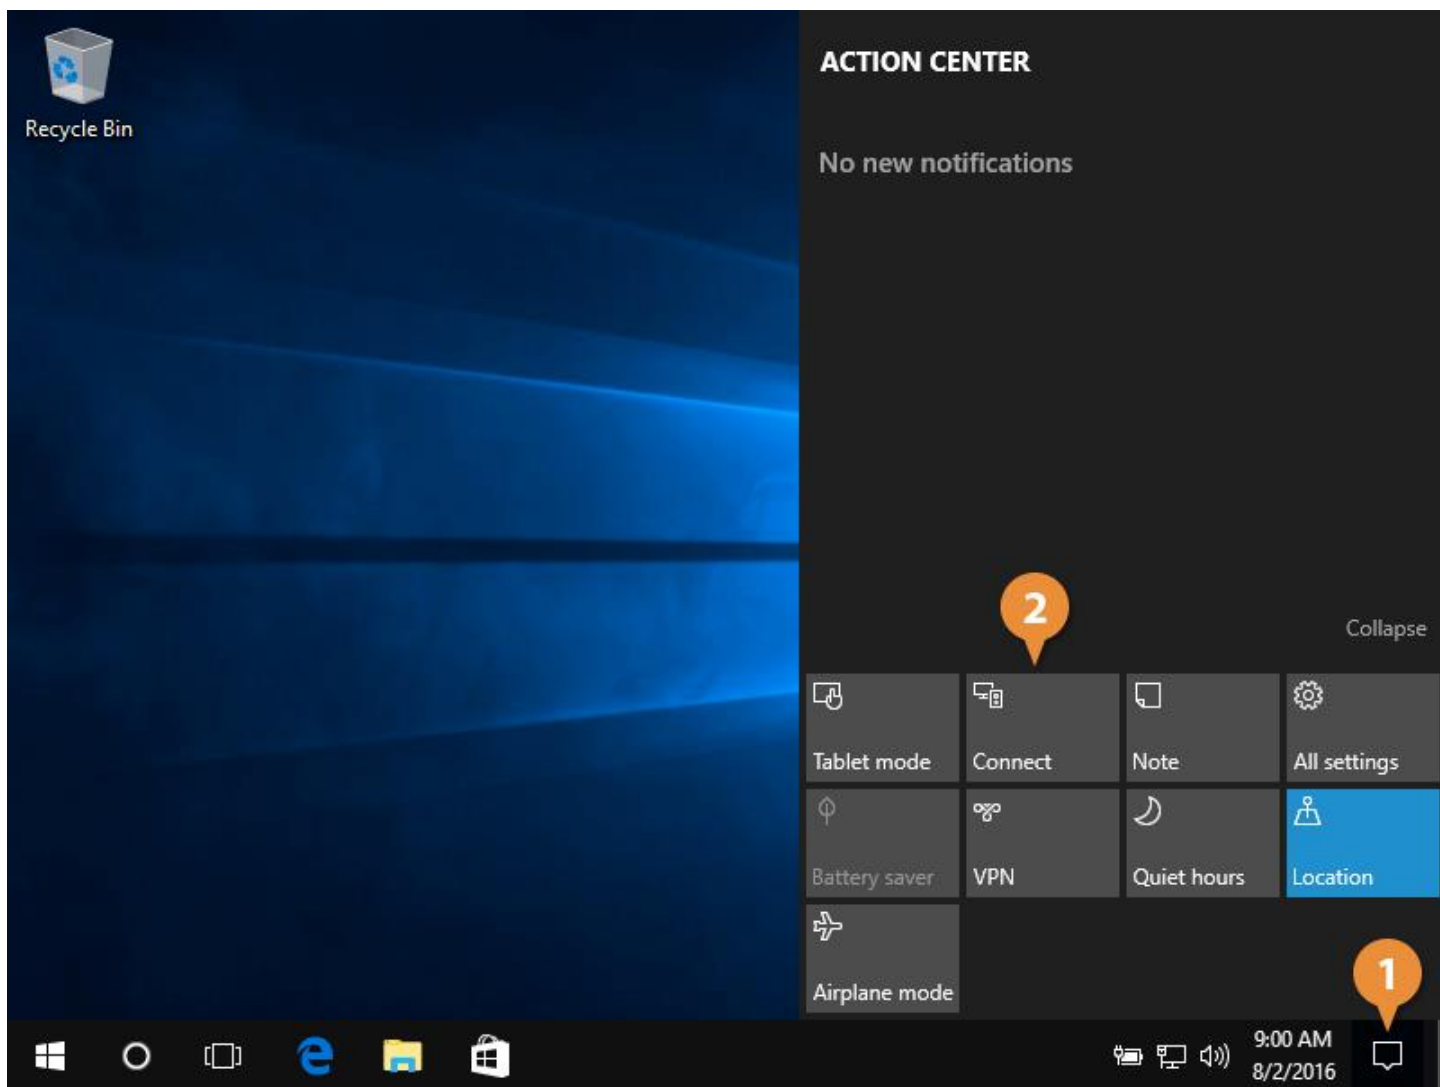 Recycle Bin
ACTION CENTER
No new notifications
2
Collapse
Tablet mode
Connect
Note
All settings
Battery saver
VPN
Quiet hours
Location
Airplane mode
1
9:00 AM
8/2/2016